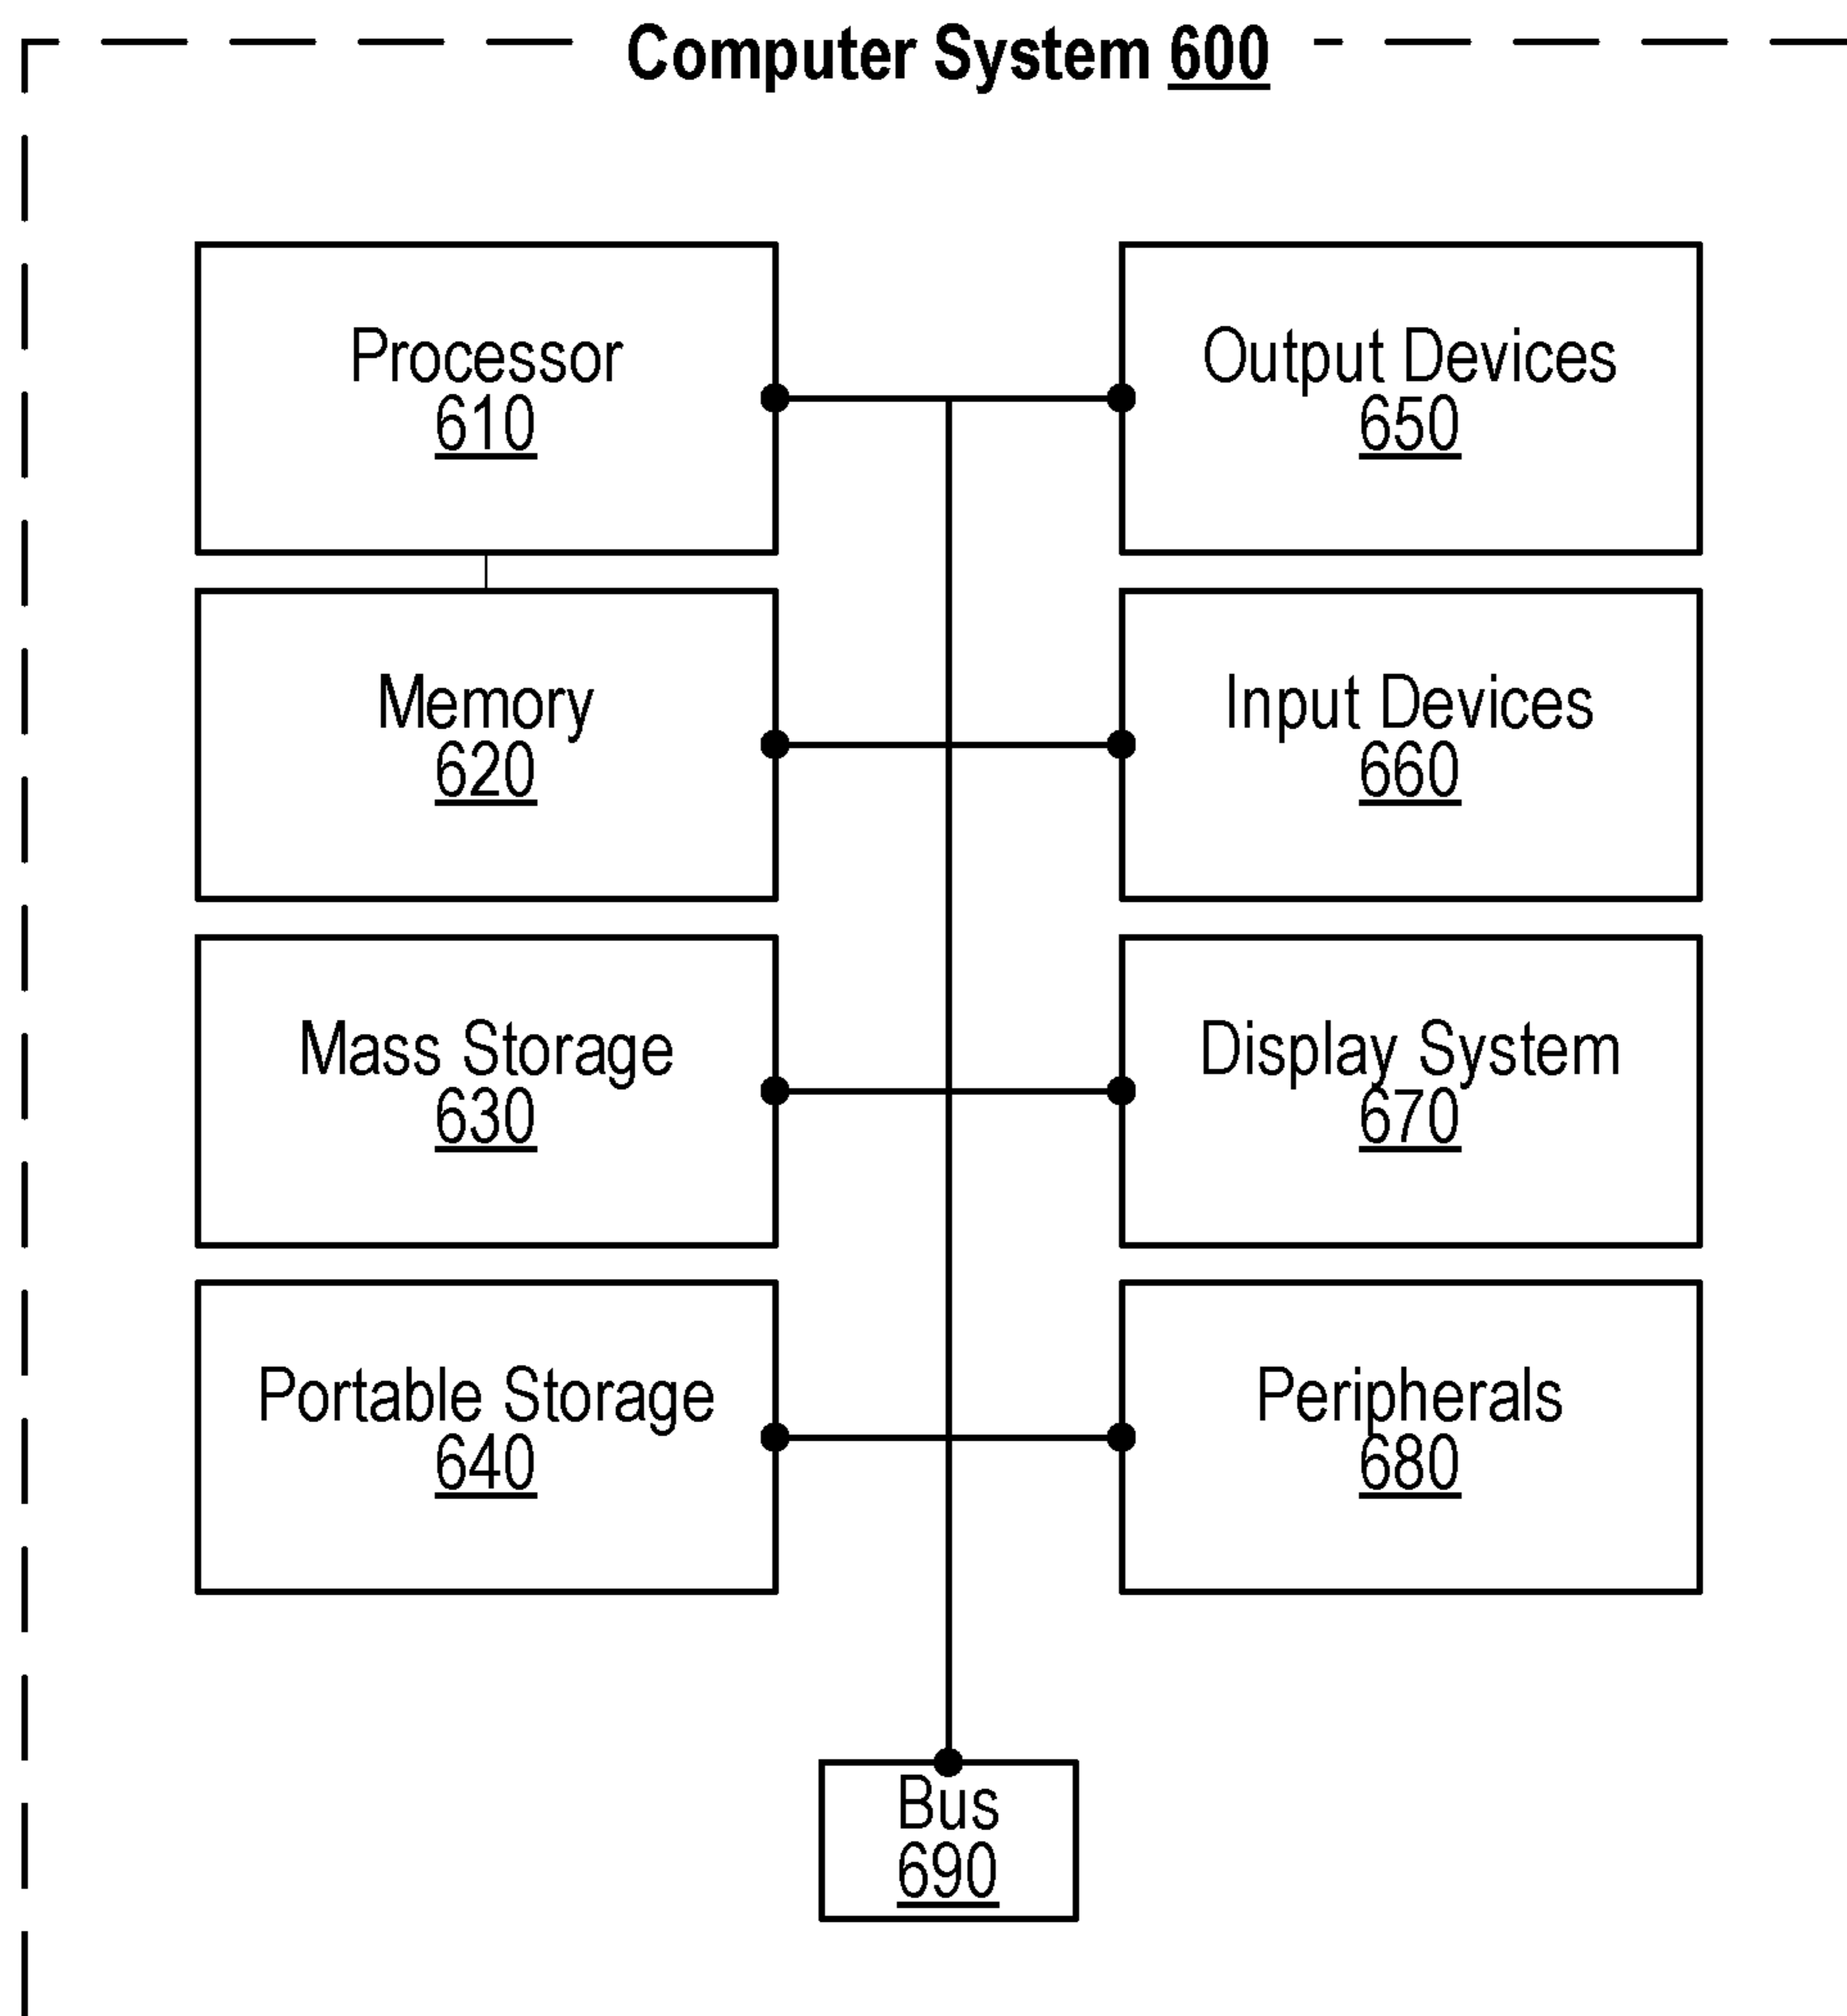 Computer System 600
Processor
610
Output Devices
650
Memory
620
Input Devices
660
Mass Storage
630
Display System
670
Portable Storage
640
Peripherals
680
Bus
690